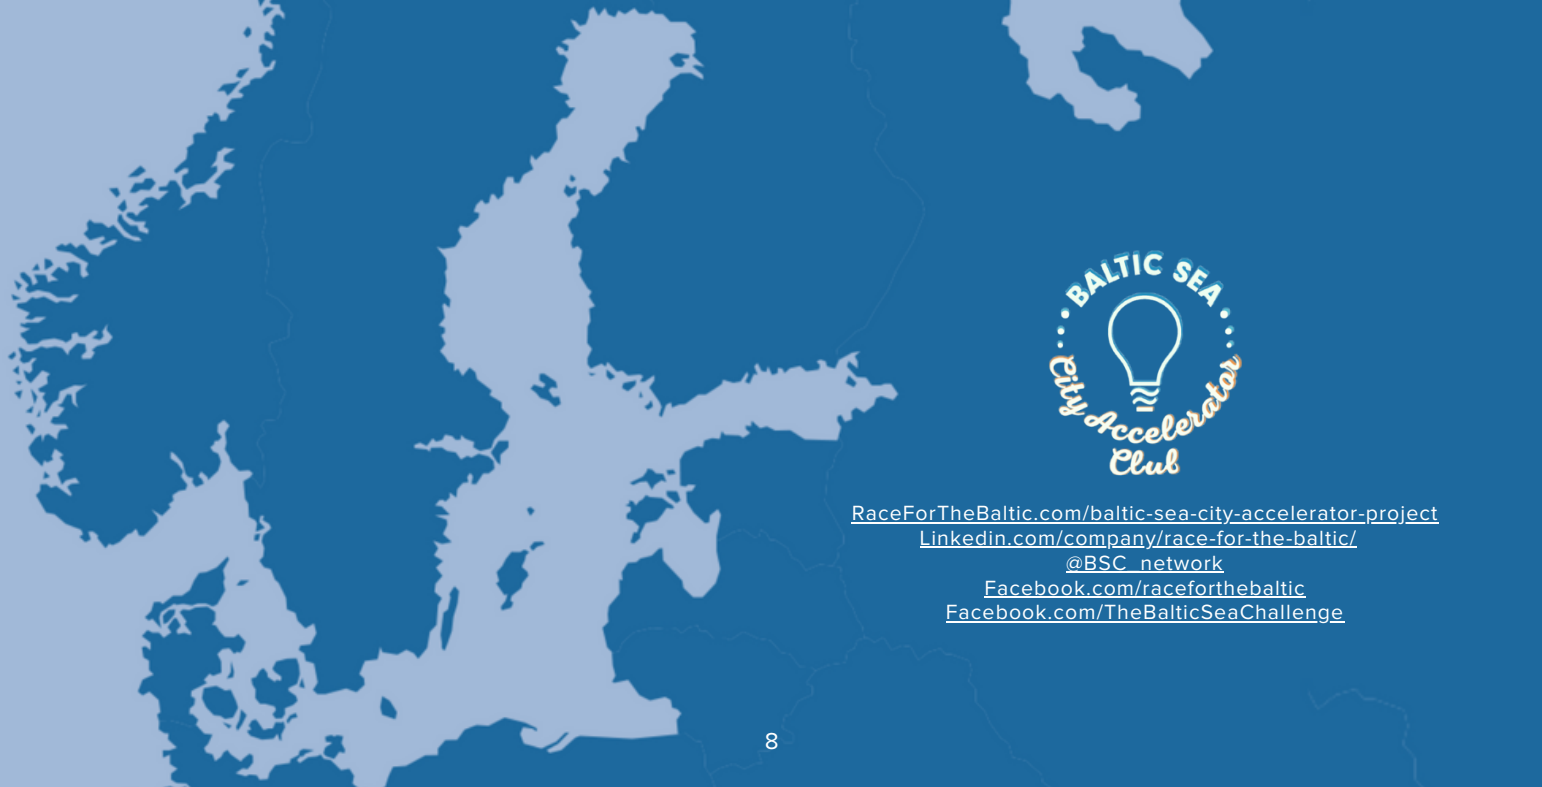 BALTIC SEA
City Accelerator
Club
RaceForTheBaltic.com/baltic-sea-city-accelerator-project
Linkedin.com/company/race-for-the-baltic/
@BSC_network
Facebook.com/raceforthebaltic
Facebook.com/TheBalticSeaChallenge
8